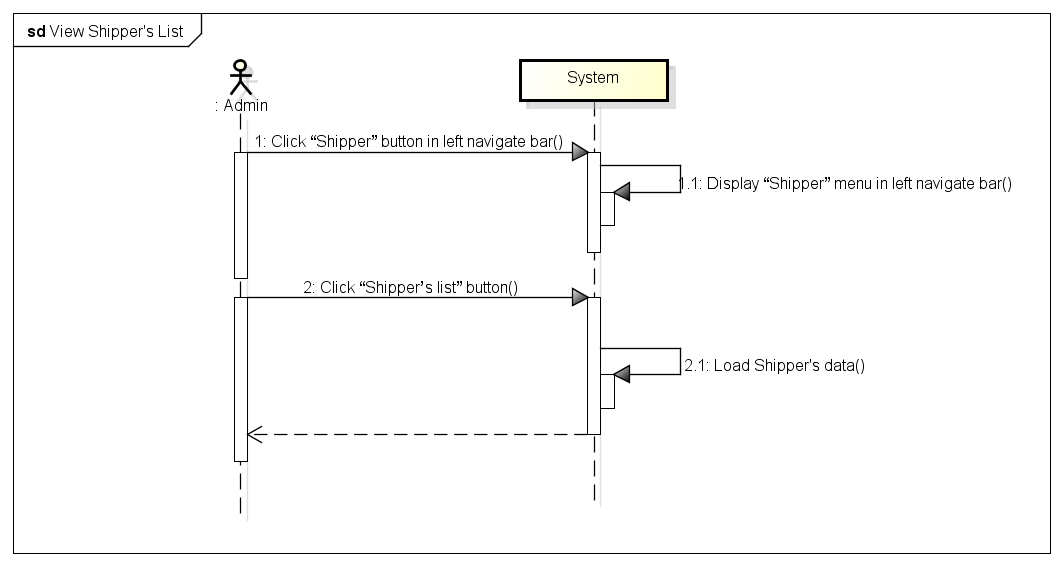 sd View Shipper's List
: Admin
System
1: Click “Shipper” button in left navigate bar()
1.1: Display “Shipper” menu in left navigate bar()
2: Click “Shipper’s list” button()
2.1: Load Shipper's data()